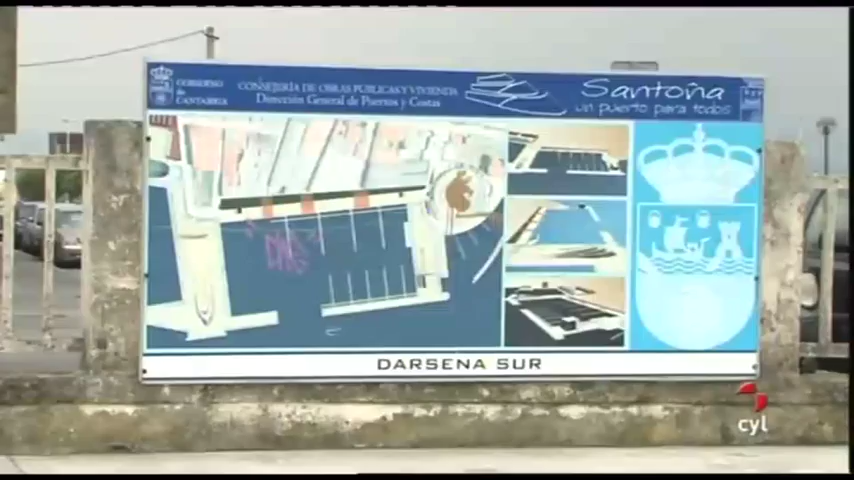 GOBIERNO
de
CANTABRIA
CONSEJERÍA DE OBRAS PUBLICAS Y VIVIENDA
Dirección General de Puertos y Costas
Santoña
un puerto para todos
DARSENA SUR
cyl